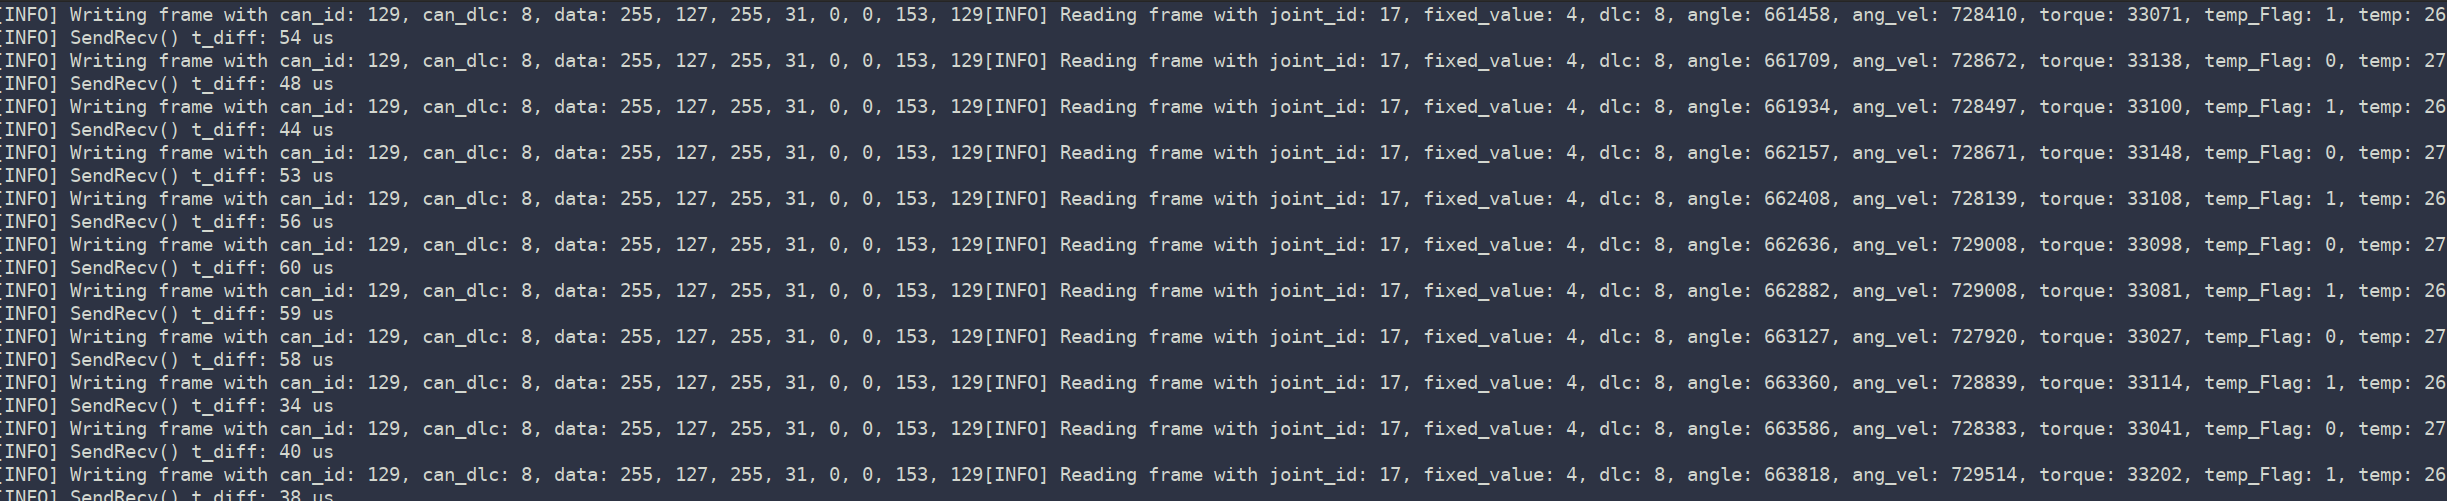 [INFO] Writing frame with can_id: 129, can_dlc: 8, data: 255, 127, 255, 31, 0, 0, 153, 129[INFO] Reading frame with joint_id: 17, fixed_value: 4, dlc: 8, angle: 661458, ang_vel: 728410, torque: 33071, temp_Flag: 1, temp: 26
[INFO] SendRecv() t_diff: 54 us
[INFO] Writing frame with can_id: 129, can_dlc: 8, data: 255, 127, 255, 31, 0, 0, 153, 129[INFO] Reading frame with joint_id: 17, fixed_value: 4, dlc: 8, angle: 661709, ang_vel: 728672, torque: 33138, temp_Flag: 0, temp: 27
[INFO] SendRecv() t_diff: 48 us
[INFO] Writing frame with can_id: 129, can_dlc: 8, data: 255, 127, 255, 31, 0, 0, 153, 129[INFO] Reading frame with joint_id: 17, fixed_value: 4, dlc: 8, angle: 661934, ang_vel: 728497, torque: 33100, temp_Flag: 1, temp: 26
[INFO] SendRecv() t_diff: 44 us
[INFO] Writing frame with can_id: 129, can_dlc: 8, data: 255, 127, 255, 31, 0, 0, 153, 129[INFO] Reading frame with joint_id: 17, fixed_value: 4, dlc: 8, angle: 662157, ang_vel: 728671, torque: 33148, temp_Flag: 0, temp: 27
[INFO] SendRecv() t_diff: 53 us
[INFO] Writing frame with can_id: 129, can_dlc: 8, data: 255, 127, 255, 31, 0, 0, 153, 129[INFO] Reading frame with joint_id: 17, fixed_value: 4, dlc: 8, angle: 662408, ang_vel: 728139, torque: 33108, temp_Flag: 1, temp: 26
[INFO] SendRecv() t_diff: 56 us
[INFO] Writing frame with can_id: 129, can_dlc: 8, data: 255, 127, 255, 31, 0, 0, 153, 129[INFO] Reading frame with joint_id: 17, fixed_value: 4, dlc: 8, angle: 662636, ang_vel: 729008, torque: 33098, temp_Flag: 0, temp: 27
[INFO] SendRecv() t_diff: 60 us
[INFO] Writing frame with can_id: 129, can_dlc: 8, data: 255, 127, 255, 31, 0, 0, 153, 129[INFO] Reading frame with joint_id: 17, fixed_value: 4, dlc: 8, angle: 662882, ang_vel: 729008, torque: 33081, temp_Flag: 1, temp: 26
[INFO] SendRecv() t_diff: 59 us
[INFO] Writing frame with can_id: 129, can_dlc: 8, data: 255, 127, 255, 31, 0, 0, 153, 129[INFO] Reading frame with joint_id: 17, fixed_value: 4, dlc: 8, angle: 663127, ang_vel: 727920, torque: 33027, temp_Flag: 0, temp: 27
[INFO] SendRecv() t_diff: 58 us
[INFO] Writing frame with can_id: 129, can_dlc: 8, data: 255, 127, 255, 31, 0, 0, 153, 129[INFO] Reading frame with joint_id: 17, fixed_value: 4, dlc: 8, angle: 663360, ang_vel: 728839, torque: 33114, temp_Flag: 1, temp: 26
[INFO] SendRecv() t_diff: 34 us
[INFO] Writing frame with can_id: 129, can_dlc: 8, data: 255, 127, 255, 31, 0, 0, 153, 129[INFO] Reading frame with joint_id: 17, fixed_value: 4, dlc: 8, angle: 663586, ang_vel: 728383, torque: 33041, temp_Flag: 0, temp: 27
[INFO] SendRecv() t_diff: 40 us
[INFO] Writing frame with can_id: 129, can_dlc: 8, data: 255, 127, 255, 31, 0, 0, 153, 129[INFO] Reading frame with joint_id: 17, fixed_value: 4, dlc: 8, angle: 663818, ang_vel: 729514, torque: 33202, temp_Flag: 1, temp: 26
[INFO] SendRecv() t_diff: 38 us